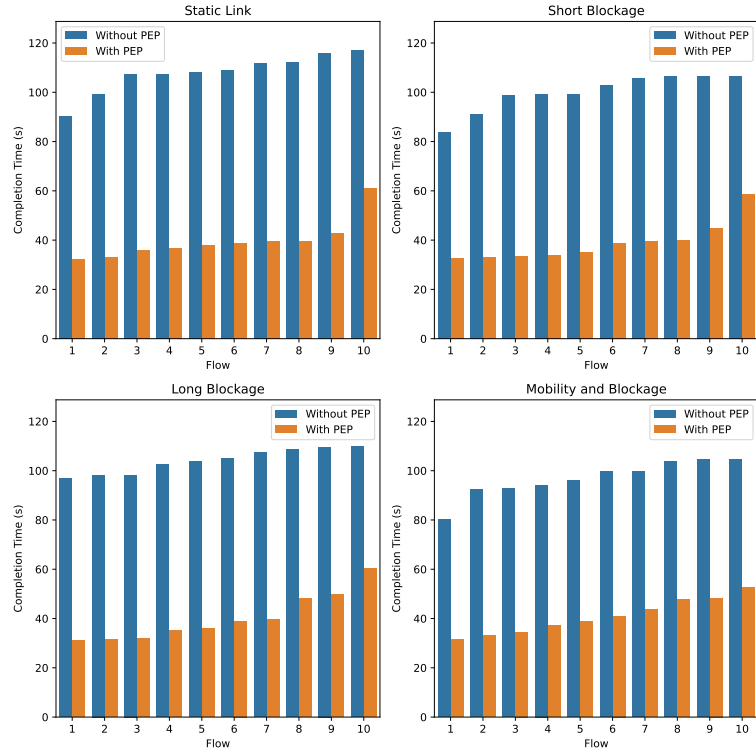 Static Link
Completion Time (s)
120
100
80
60
40
20
0
Without PEP
With PEP
1 2 3 4 5 6 7 8 9 10
Flow
Short Blockage
Completion Time (s)
120
100
80
60
40
20
0
Without PEP
With PEP
1 2 3 4 5 6 7 8 9 10
Flow
Long Blockage
Completion Time (s)
120
100
80
60
40
20
0
Without PEP
With PEP
1 2 3 4 5 6 7 8 9 10
Flow
Mobility and Blockage
Completion Time (s)
120
100
80
60
40
20
0
Without PEP
With PEP
1 2 3 4 5 6 7 8 9 10
Flow